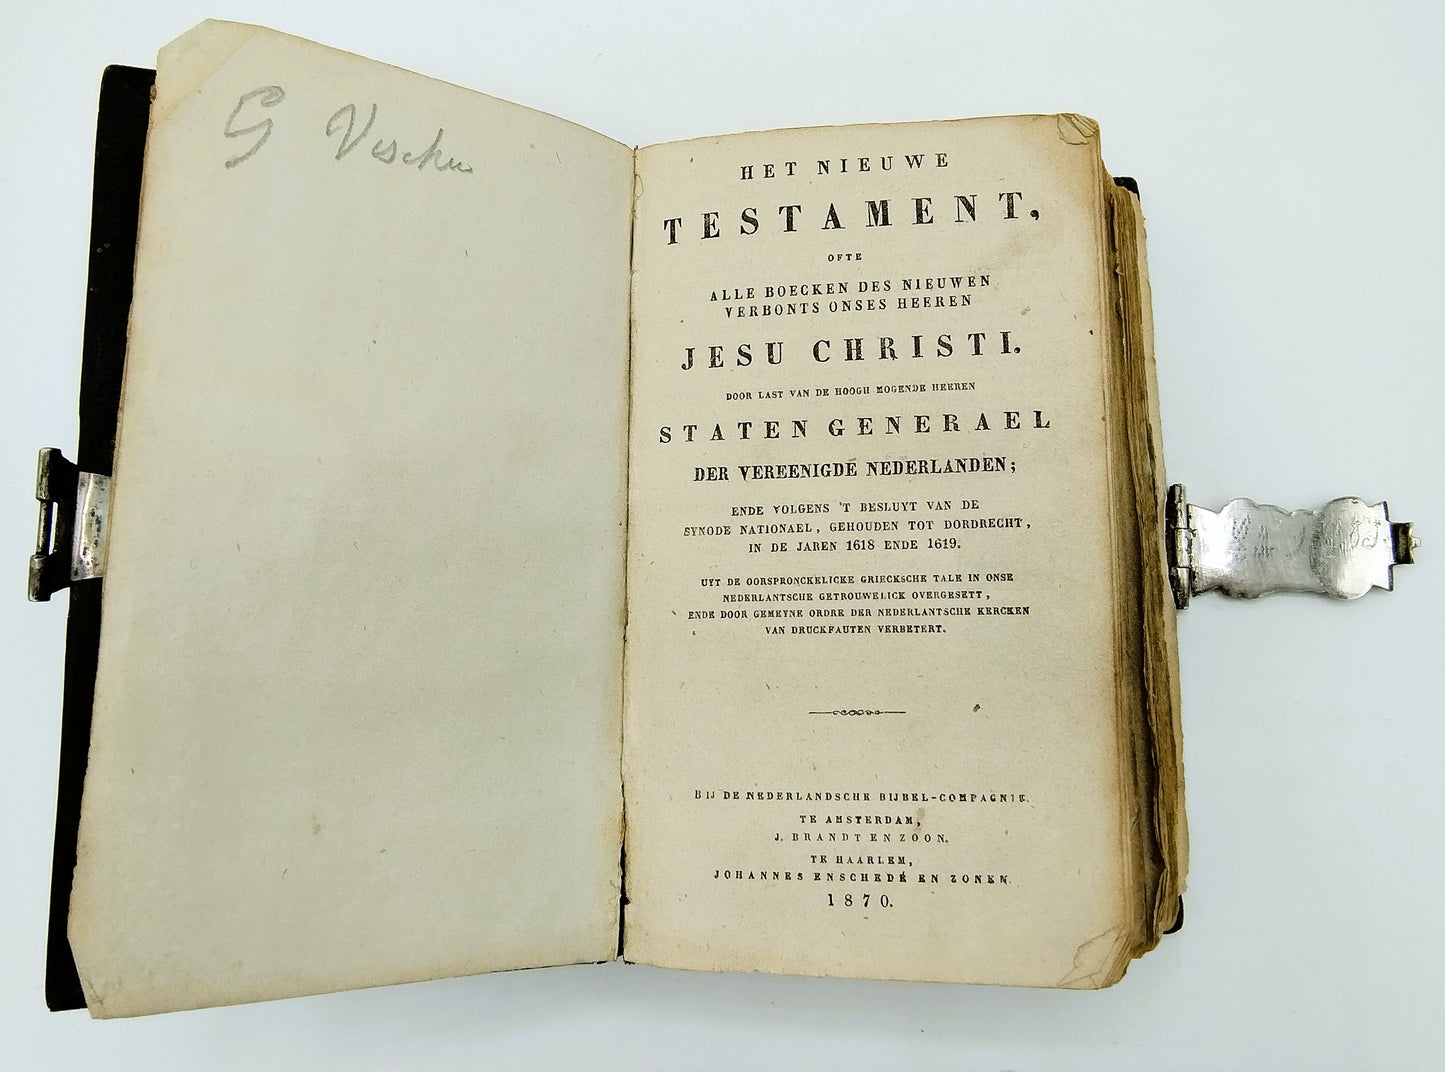 G
HET NIEUWE
TESTAMENT,
OFTE
ALLE BOECKEN DES NIEUWEN
VERBONTS ONSES HEEREN
JESU CHRISTI.
DOOR LAST VAN DE HOOGH MOGENDE HEEREN
STATEN GENERAEL
DER VEREENIGDE NEDERLANDEN;
ENDE VOLGENS 'T BESLUYT VAN DE
SYNODE NATIONAEL, GEHOUDEN TOT DORDRECHT,
IN DE JAREN 1618 ENDE 1619.
UYT DE OORSPRONCKELICKE GRIECKSCHE TALE IN ONSE
NEDERLANTSCHE GETROUWELICK OVERGESETT,
ENDE DOOR GEMEYNE ORDRE DER NEDERLANTSCHE KERCKEN
VAN DRUCKFAUTEN VERBETERT.
BIJ DE NEDERLANDSCHE BIJBEL-COMPAGNIE.
TE AMSTERDAM,
J. BRANDT EN ZOON.
TE HAARLEM,
JOHANNES ENSCHEDÉ EN ZONEN.
1870.